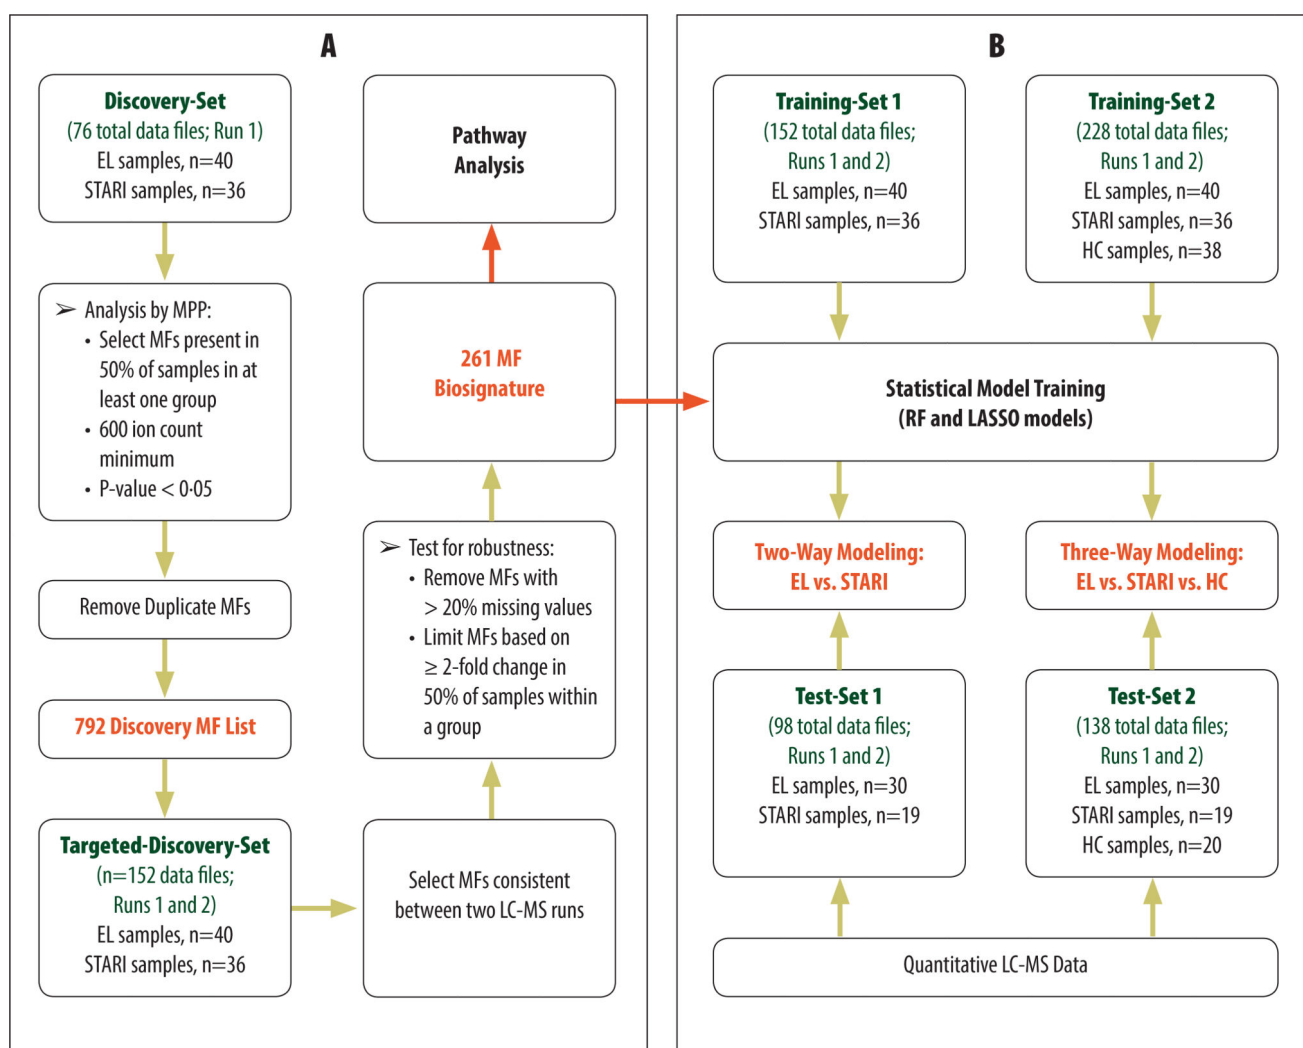 A
Discovery-Set
(76 total data files; Run 1)
EL samples, n=40
STARI samples, n=36
➢ Analysis by MPP:
• Select MFs present in
50% of samples in at
least one group
• 600 ion count
minimum
• P-value < 0·05
Remove Duplicate MFs
792 Discovery MF List
Targeted-Discovery-Set
(n=152 data files;
Runs 1 and 2)
EL samples, n=40
STARI samples, n=36
Select MFs consistent
between two LC-MS runs
➢ Test for robustness:
• Remove MFs with
> 20% missing values
• Limit MFs based on
≥ 2-fold change in
50% of samples within
a group
261 MF
Biosignature
Pathway
Analysis
B
Training-Set 1
(152 total data files;
Runs 1 and 2)
EL samples, n=40
STARI samples, n=36
Training-Set 2
(228 total data files;
Runs 1 and 2)
EL samples, n=40
STARI samples, n=36
HC samples, n=38
Statistical Model Training
(RF and LASSO models)
Two-Way Modeling:
EL vs. STARI
Three-Way Modeling:
EL vs. STARI vs. HC
Test-Set 1
(98 total data files;
Runs 1 and 2)
EL samples, n=30
STARI samples, n=19
Test-Set 2
(138 total data files;
Runs 1 and 2)
EL samples, n=30
STARI samples, n=19
HC samples, n=20
Quantitative LC-MS Data